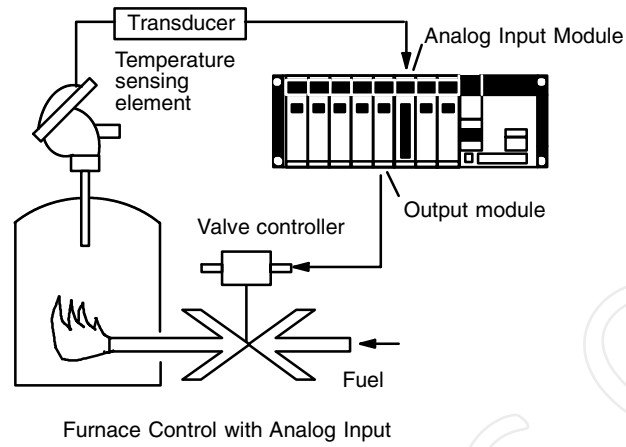 Transducer
Analog Input Module
Temperature
sensing
element
Output module
Valve controller
Fuel
Furnace Control with Analog Input